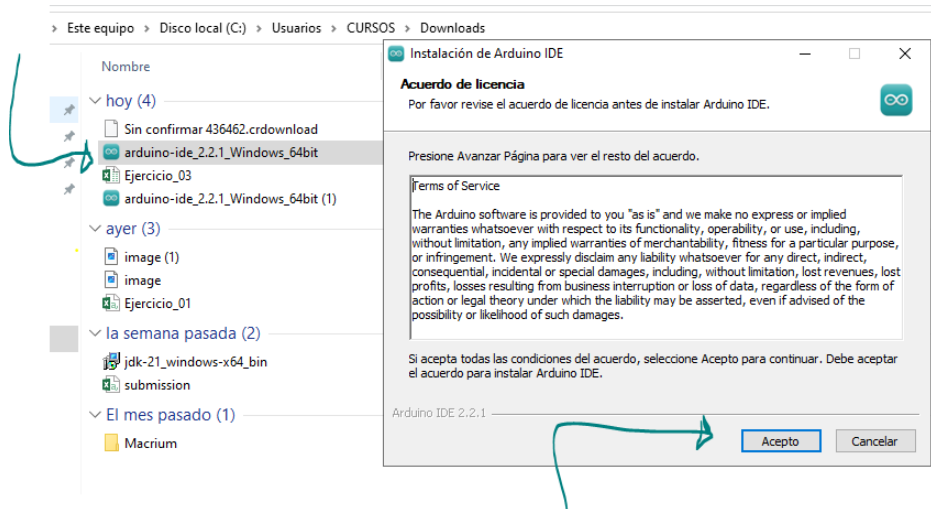 > Este equipo > Disco local (C:) > Usuarios > CURSOS > Downloads
Nombre
hoy (4)
Sin confirmar 436462.crdownload
arduino-ide_2.2.1_Windows_64bit
Ejercicio_03
arduino-ide_2.2.1_Windows_64bit (1)
ayer (3)
image (1)
image
Ejercicio_01
la semana pasada (2)
jdk-21_windows-x64_bin
submission
El mes pasado (1)
Macrium
Instalación de Arduino IDE
Acuerdo de licencia
Por favor revise el acuerdo de licencia antes de instalar Arduino IDE.
Presione Avanzar Página para ver el resto del acuerdo.
Terms of Service
The Arduino software is provided to you "as is" and we make no express or implied
warranties whatsoever with respect to its functionality, operability, or use, including,
without limitation, any implied warranties of merchantability, fitness for a particular purpose,
or infringement. We expressly disclaim any liability whatsoever for any direct, indirect,
consequential, incidental or special damages, including, without limitation, lost revenues, lost
profits, losses resulting from business interruption or loss of data, regardless of the form of
action or legal theory under which the liability may be asserted, even if advised of the
possibility or likelihood of such damages.
Si acepta todas las condiciones del acuerdo, seleccione Acepto para continuar. Debe aceptar
el acuerdo para instalar Arduino IDE.
Arduino IDE 2.2.1
Acepto
Cancelar